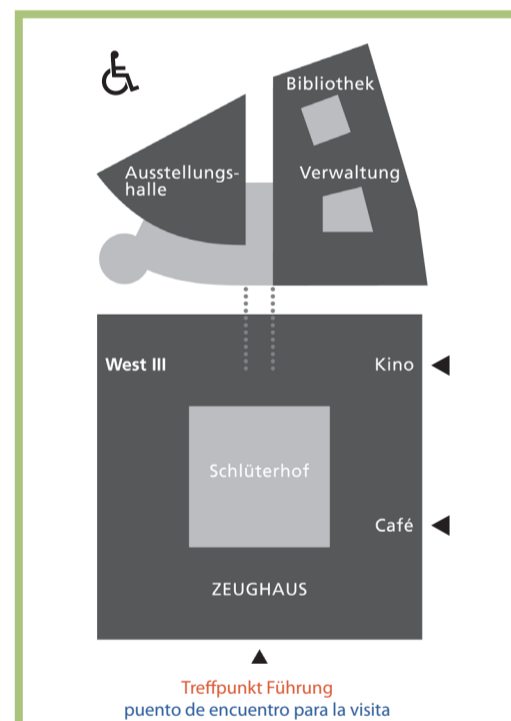 Bibliothek
Ausstellungs-
halle
Verwaltung
West III
Kino
Schlüterhof
Café
ZEUGHAUS
Treffpunkt Führung
puento de encuentro para la visita